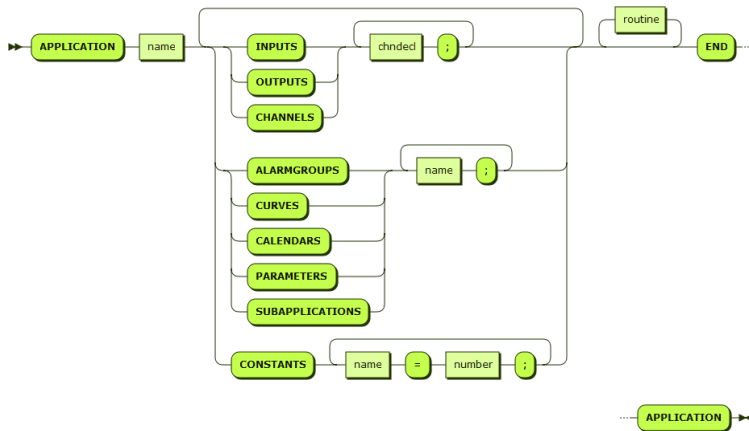 APPLICATION name INPUTS chndecl ; routine END
OUTPUTS
CHANNELS
ALARMGROUPS name ;
CURVES
CALENDARS
PARAMETERS
SUBAPPLICATIONS
CONSTANTS name = number ;
APPLICATION